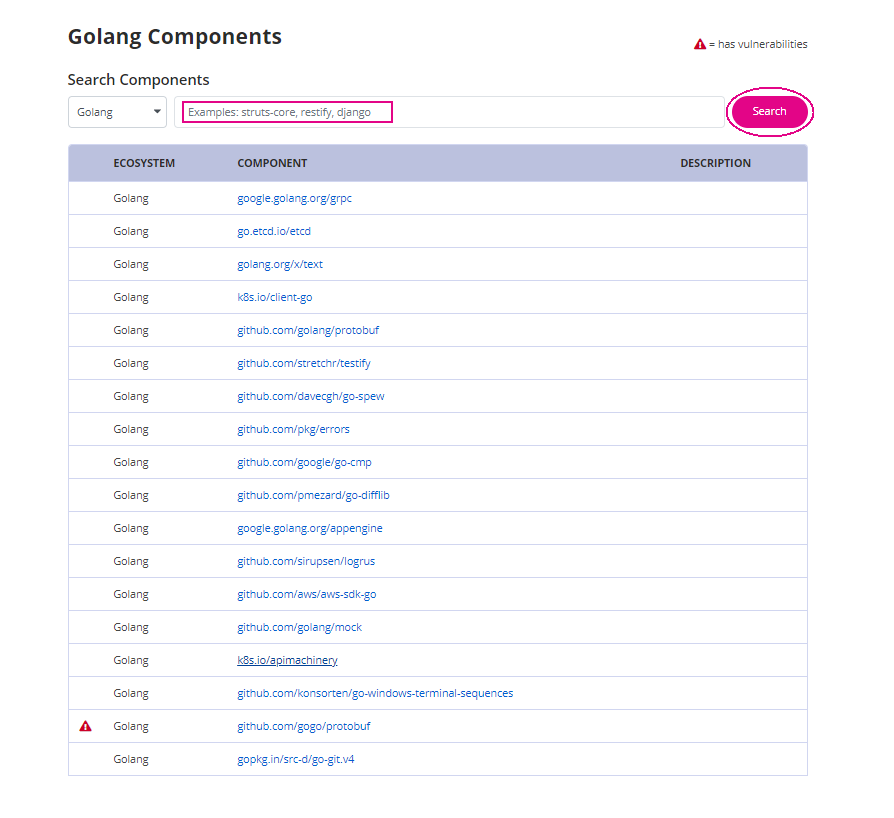 Golang Components
= has vulnerabilities
Search Components
Golang Examples: struts-core, restify, django Search
ECOSYSTEM COMPONENT DESCRIPTION
Golang google.golang.org/grpc
Golang go.etcd.io/etcd
Golang golang.org/x/text
Golang k8s.io/client-go
Golang github.com/golang/protobuf
Golang github.com/stretchr/testify
Golang github.com/davecgh/go-spew
Golang github.com/pkg/errors
Golang github.com/google/go-cmp
Golang github.com/pmezard/go-difflib
Golang google.golang.org/appengine
Golang github.com/sirupsen/logrus
Golang github.com/aws/aws-sdk-go
Golang github.com/golang/mock
Golang k8s.io/apimachinery
Golang github.com/konsorten/go-windows-terminal-sequences
Golang github.com/gogo/protobuf
Golang gopkg.in/src-d/go-git.v4